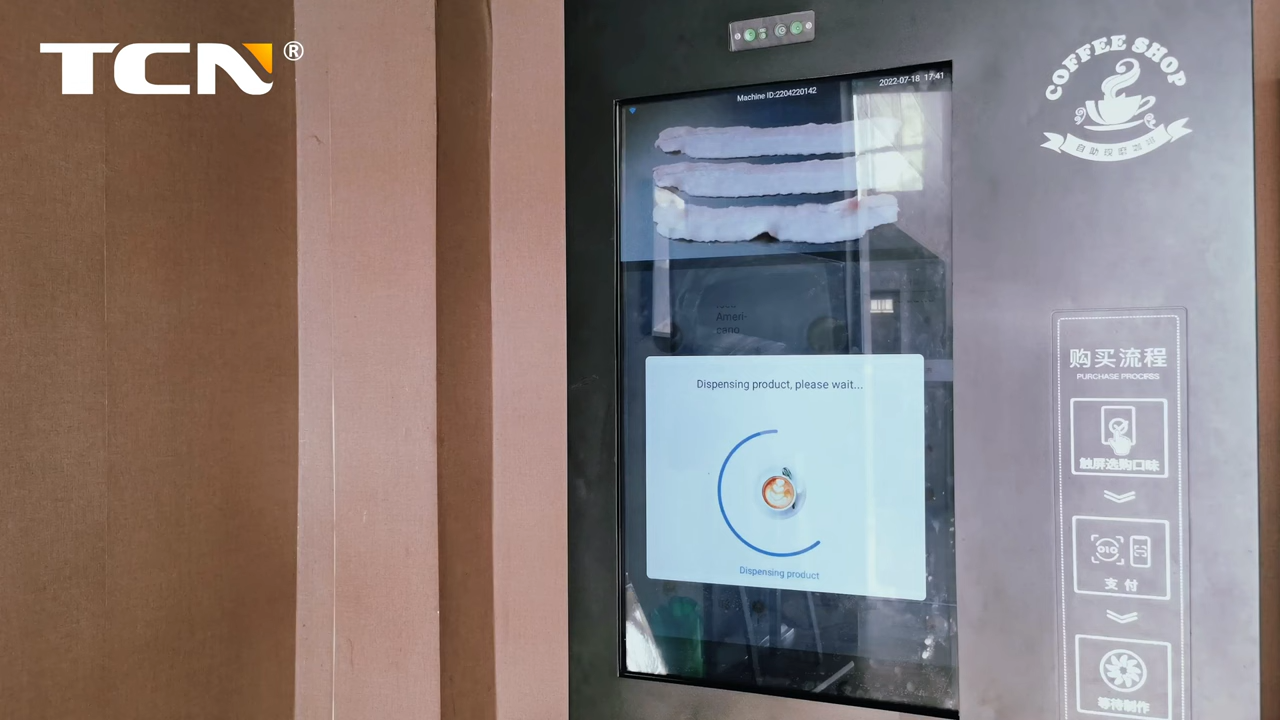 TCN®
Machine ID:2204220142
2022-07-18 17:41
Ameri-
cano
Dispensing product, please wait...
Dispensing product
COFFEE SHOP
自助现磨咖啡
购买流程
PURCHASE PROCESS
触屏选购口味
支付
等待制作